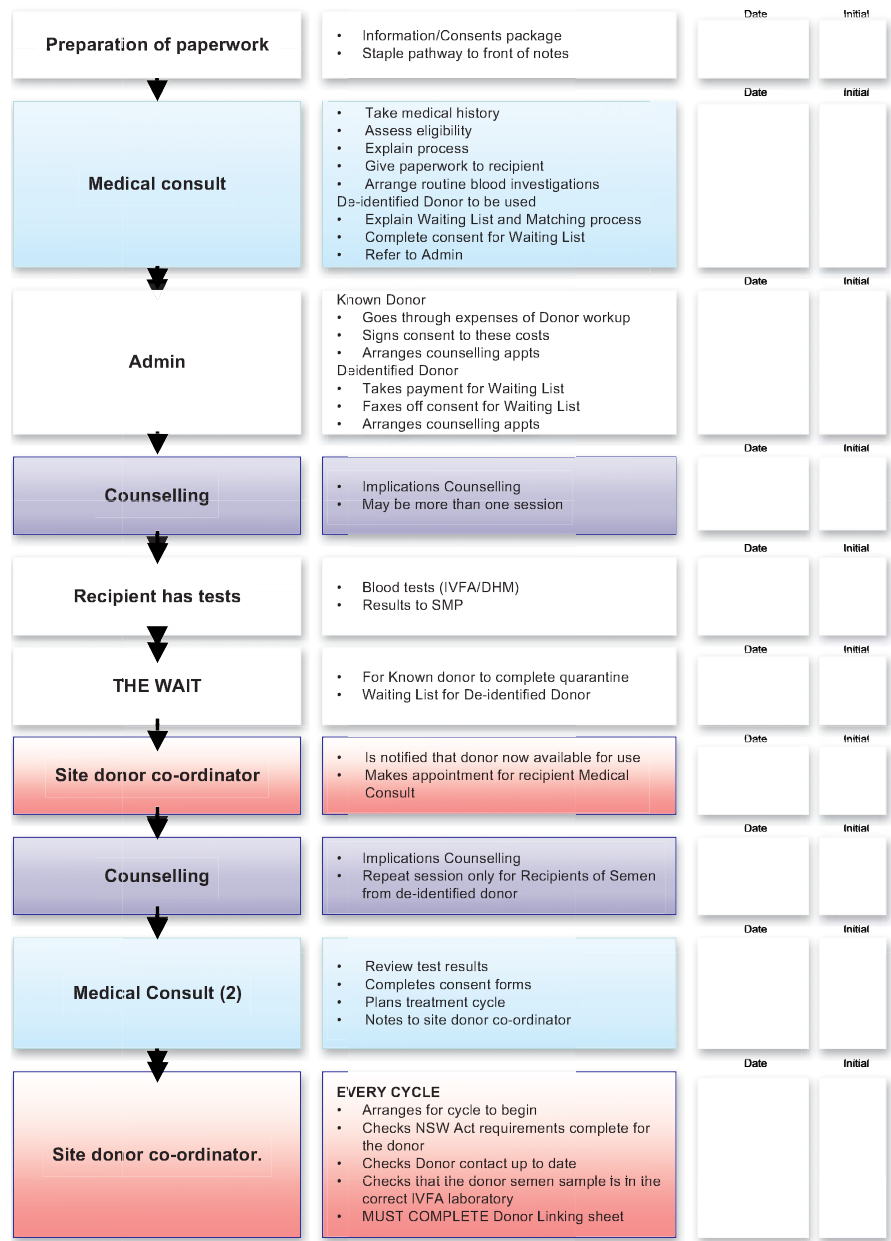 Date Initial
Preparation of paperwork
• Information/Consents package
• Staple pathway to front of notes
Date Initial
Medical consult
• Take medical history
• Assess eligibility
• Explain process
• Give paperwork to recipient
• Arrange routine blood investigations
De-identified Donor to be used
• Explain Waiting List and Matching process
• Complete consent for Waiting List
• Refer to Admin
Date Initial
Admin
Known Donor
• Goes through expenses of Donor workup
• Signs consent to these costs
• Arranges counselling appts
Deidentified Donor
• Takes payment for Waiting List
• Faxes off consent for Waiting List
• Arranges counselling appts
Date Initial
Counselling
• Implications Counselling
• May be more than one session
Date Initial
Recipient has tests
• Blood tests (IVFA/DHM)
• Results to SMP
Date Initial
THE WAIT
• For Known donor to complete quarantine
• Waiting List for De-identified Donor
Date Initial
Site donor co-ordinator
• Is notified that donor now available for use
• Makes appointment for recipient Medical
Consult
Date Initial
Counselling
• Implications Counselling
• Repeat session only for Recipients of Semen
from de-identified donor
Date Initial
Medical Consult (2)
• Review test results
• Completes consent forms
• Plans treatment cycle
• Notes to site donor co-ordinator
Date Initial
Site donor co-ordinator.
EVERY CYCLE
• Arranges for cycle to begin
• Checks NSW Act requirements complete for
the donor
• Checks Donor contact up to date
• Checks that the donor semen sample is in the
correct IVFA laboratory
• MUST COMPLETE Donor Linking sheet